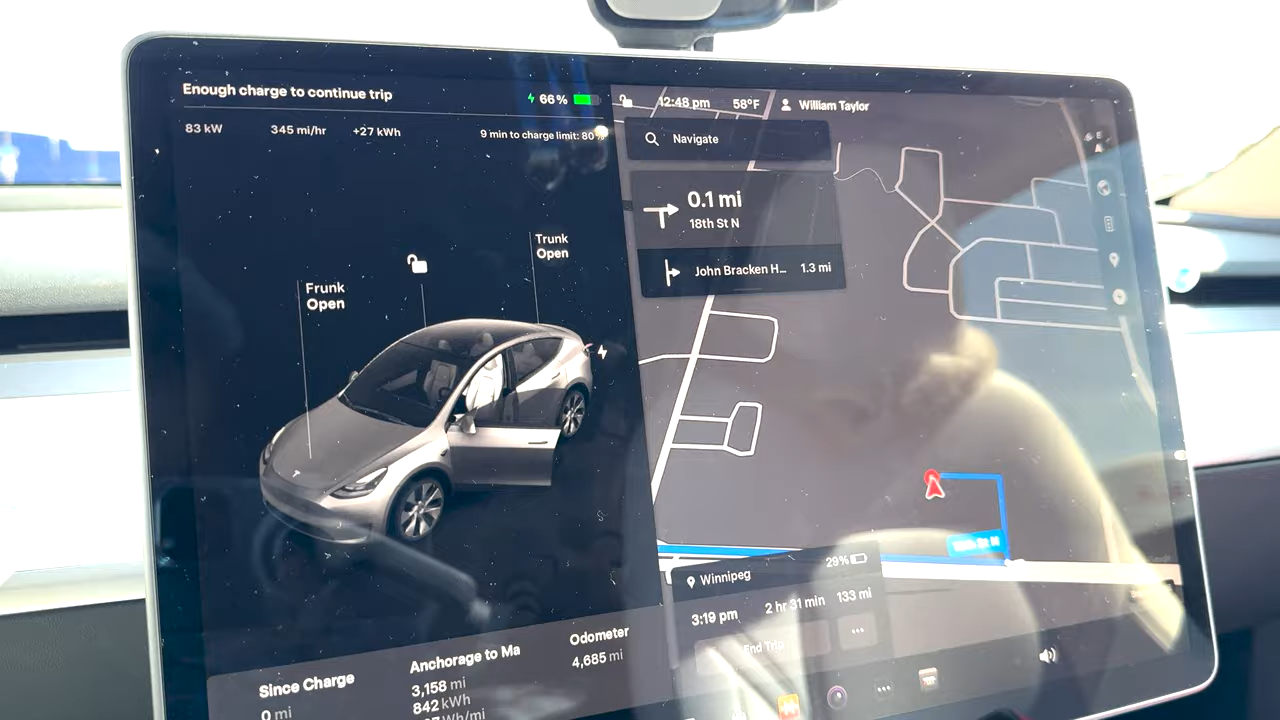 Enough charge to continue trip
66%
83 kW
345 mi/hr
+27 kWh
9 min to charge limit: 80%
12:48 pm
58°F
William Taylor
Navigate
0.1 mi
18th St N
John Bracken H...
1.3 mi
Trunk
Open
Frunk
Open
29%
Winnipeg
3:19 pm
2 hr 31 min
133 mi
End Trip
Since Charge
0 mi
Anchorage to Ma
3,158 mi
842 kWh
Wh/mi
Odometer
4,685 mi